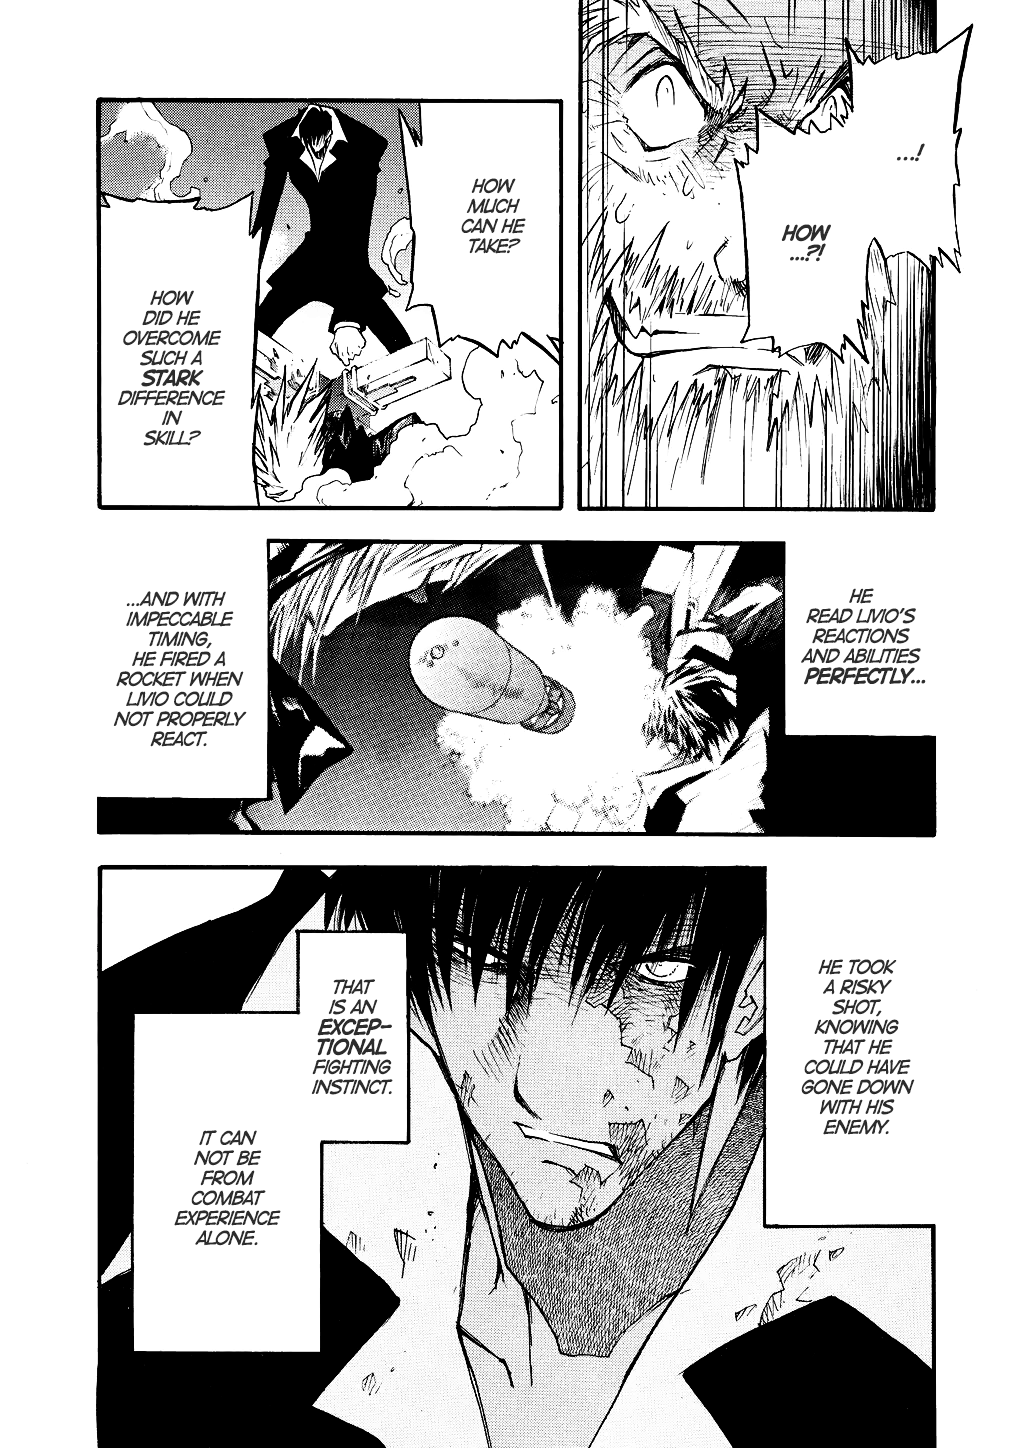 ...!
HOW
...?!
HOW
MUCH
CAN HE
TAKE?
HOW
DID HE
OVERCOME
SUCH A
STARK
DIFFERENCE
IN
SKILL?
HE
READ LIVIO'S
REACTIONS
AND ABILITIES
PERFECTLY...
...AND WITH
IMPECCABLE
TIMING,
HE FIRED A
ROCKET WHEN
LIVIO COULD
NOT PROPERLY
REACT.
HE TOOK
A RISKY
SHOT,
KNOWING
THAT HE
COULD HAVE
GONE DOWN
WITH HIS
ENEMY.
THAT
IS AN
EXCEP-
TIONAL
FIGHTING
INSTINCT.
IT CAN
NOT BE
FROM
COMBAT
EXPERIENCE
ALONE.